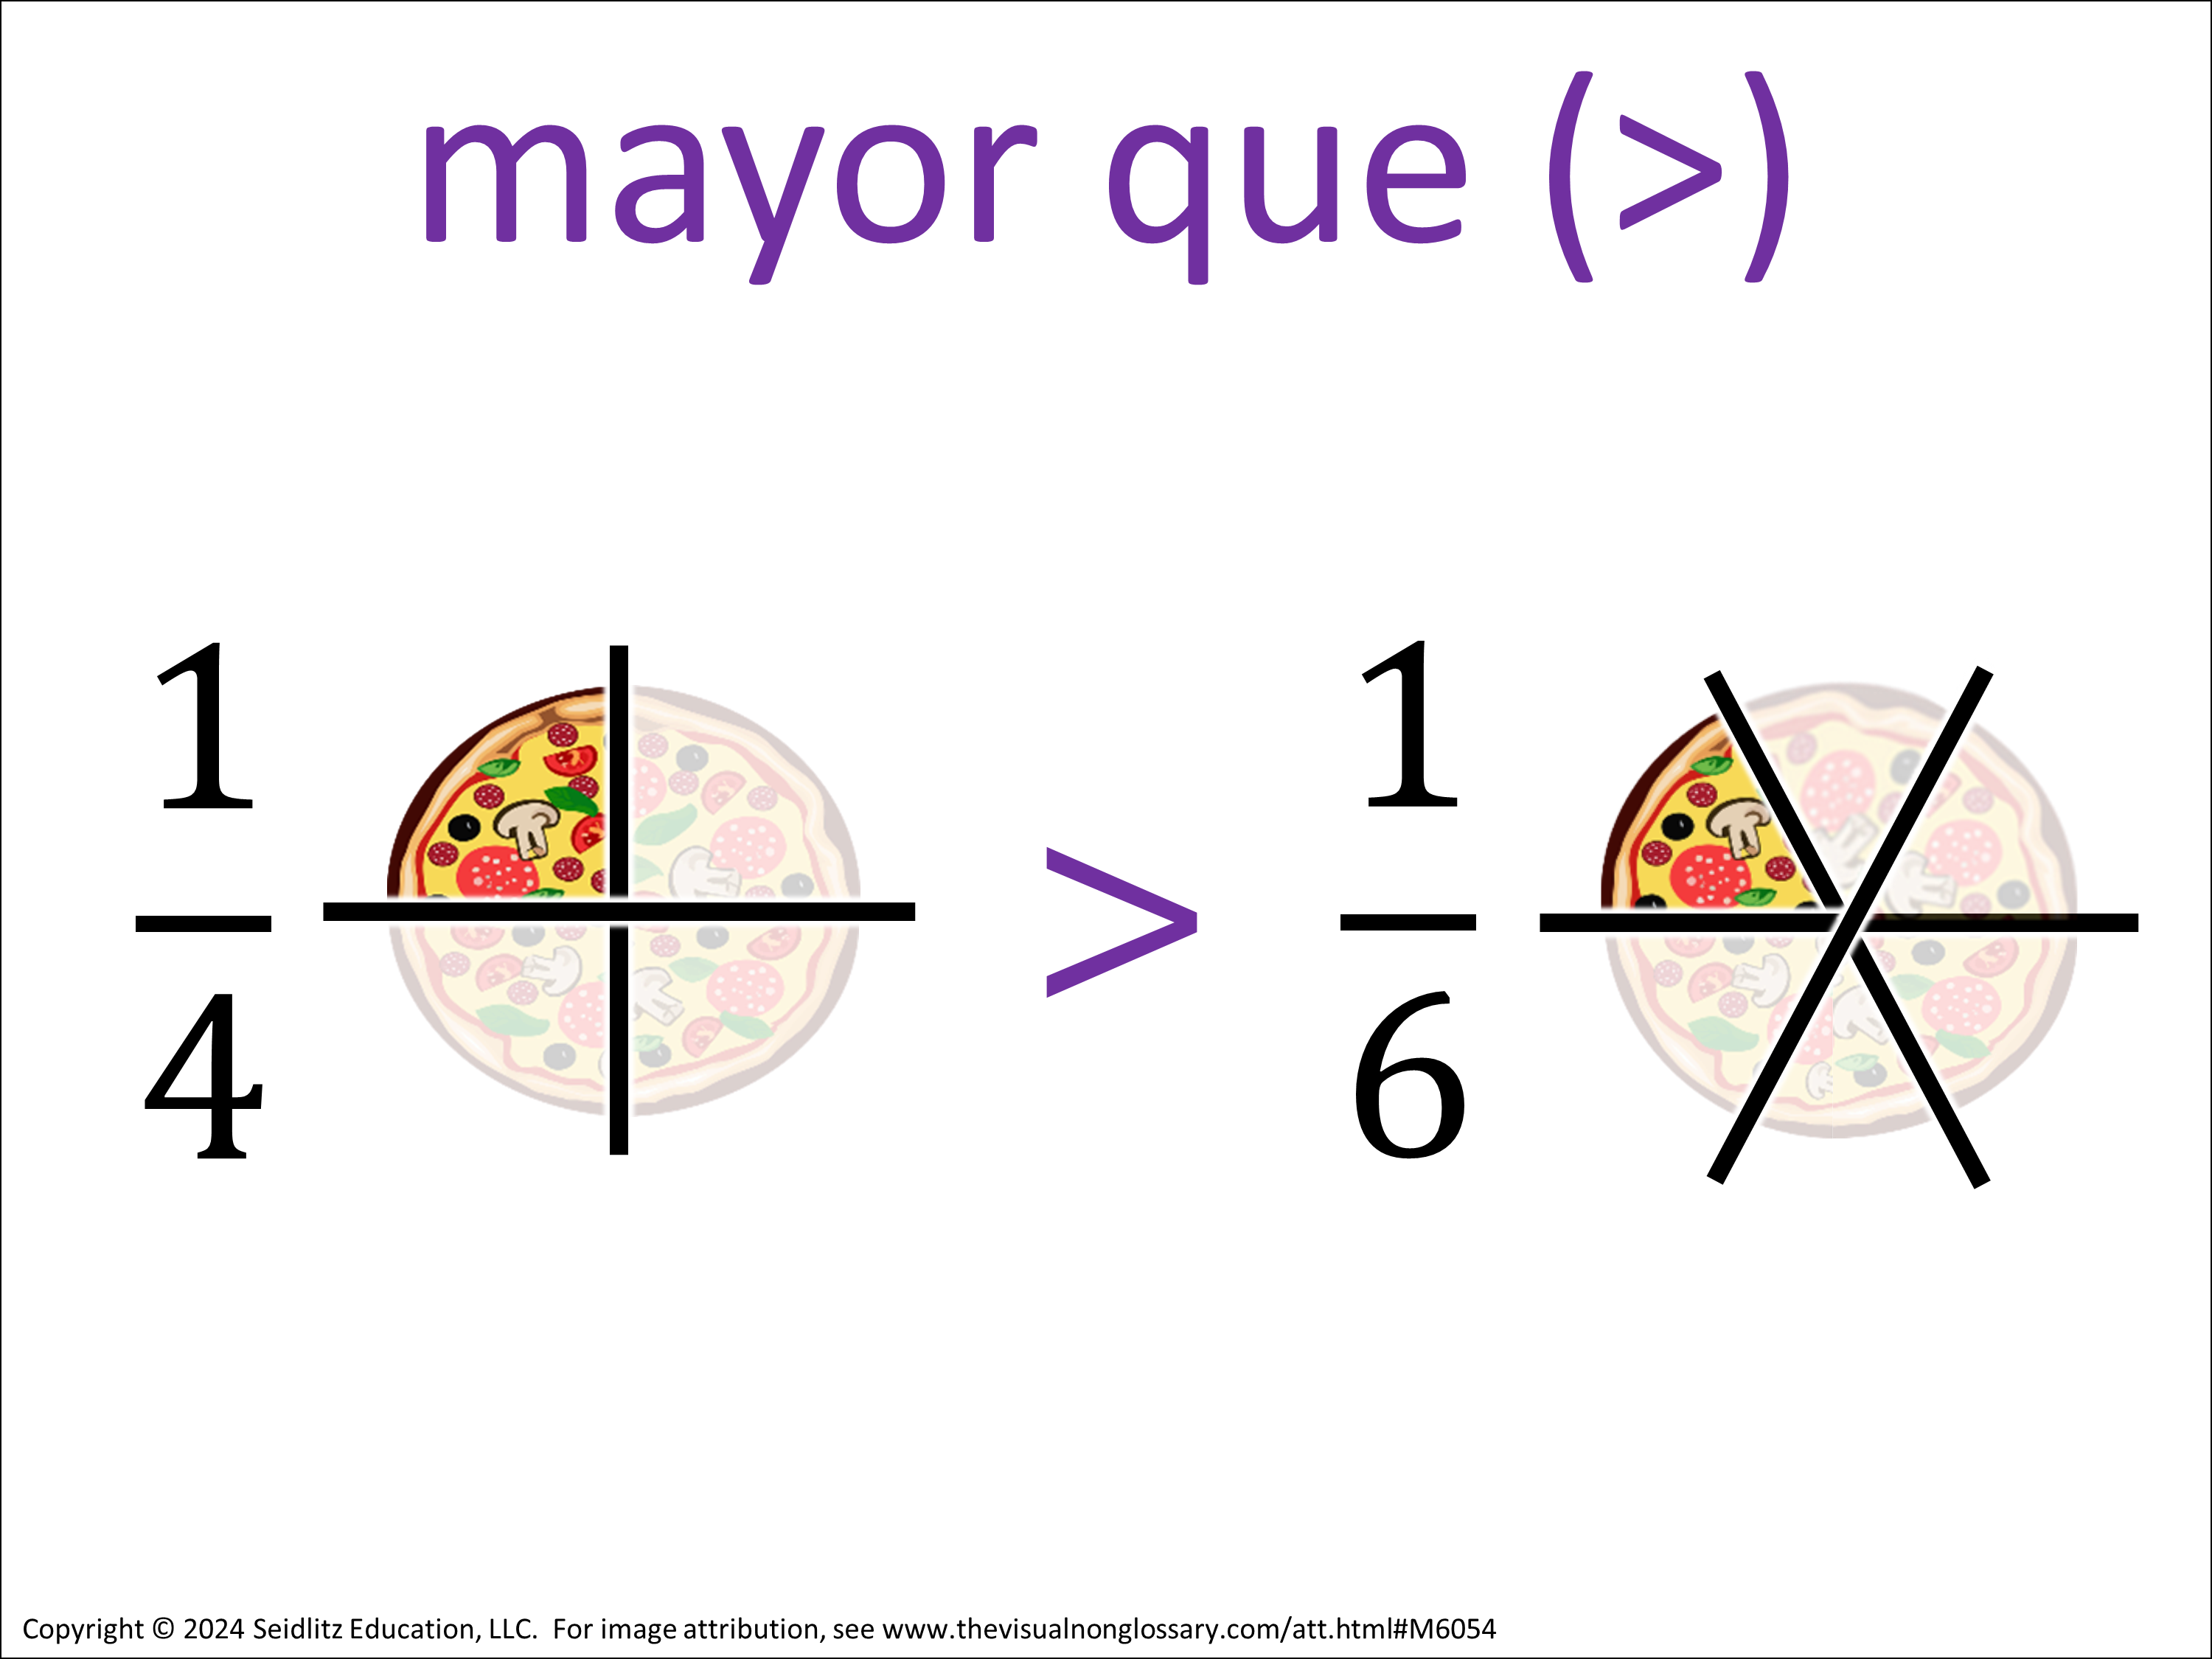 mayor que (>)
1/4 > 1/6
Copyright © 2024 Seidlitz Education, LLC.  For image attribution, see www.thevisualnonglossary.com/att.html#M6054